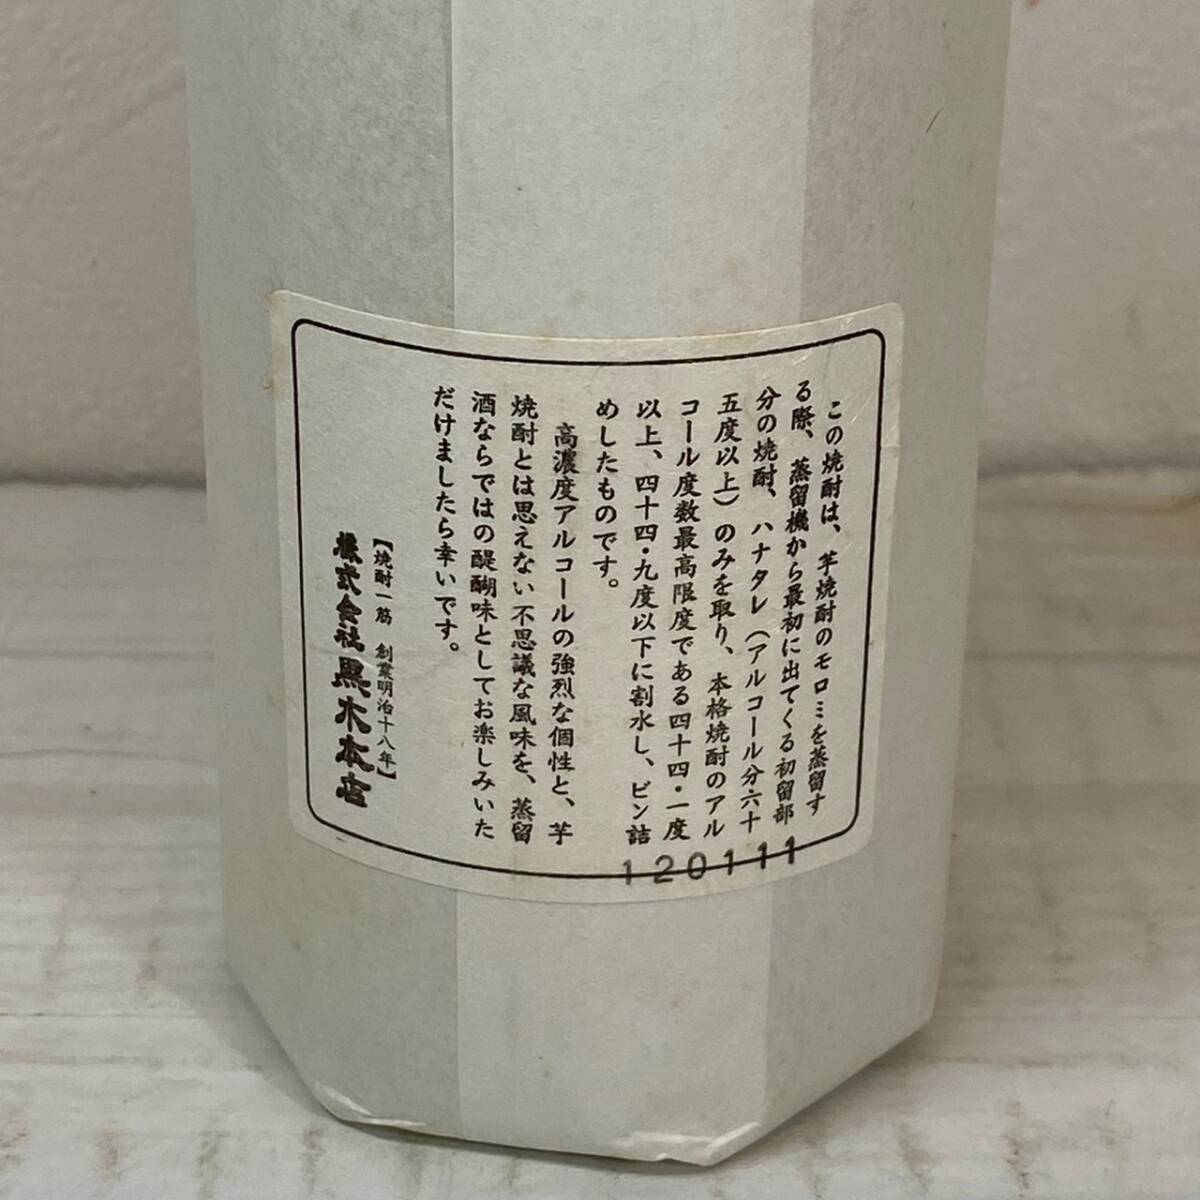 この焼酎は、芋焼酎のモロミを蒸留す
る際、蒸留機から最初に出てくる初留部
分の焼酎、ハナタレ（アルコール分・六十
五度以上）のみを取り、本格焼酎のアル
コール度数最高限度である四十四・一度
以上、四十四・九度以下に割水し、ビン詰
めしたものです。
高濃度アルコールの強烈な個性と、芋
焼酎とは思えない不思議な風味を、蒸留
酒ならではの醍醐味としてお楽しみいた
だけましたら幸いです。
【焼酎一筋 創業明治十八年】
株式会社黒木本店
120111